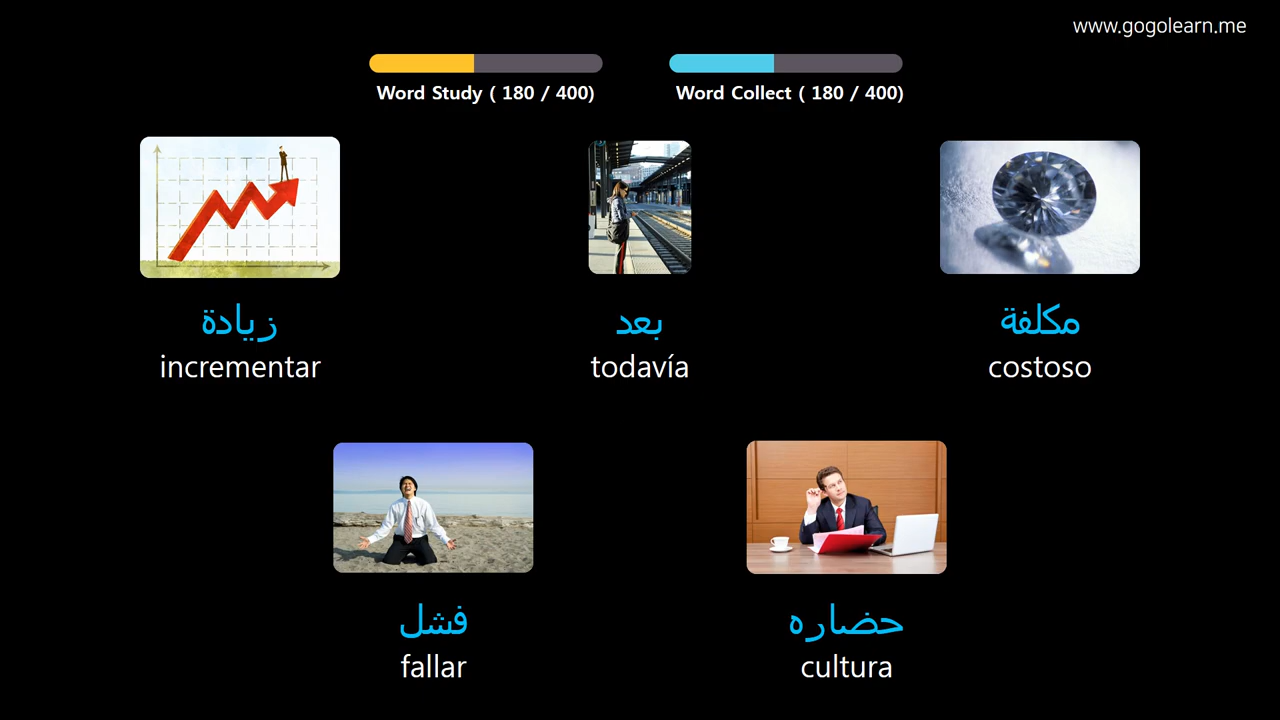 www.gogolearn.me
Word Study ( 180 / 400)
Word Collect ( 180 / 400)
زيادة
incrementar
بعد
todavía
مكلفة
costoso
فشل
fallar
حضاره
cultura